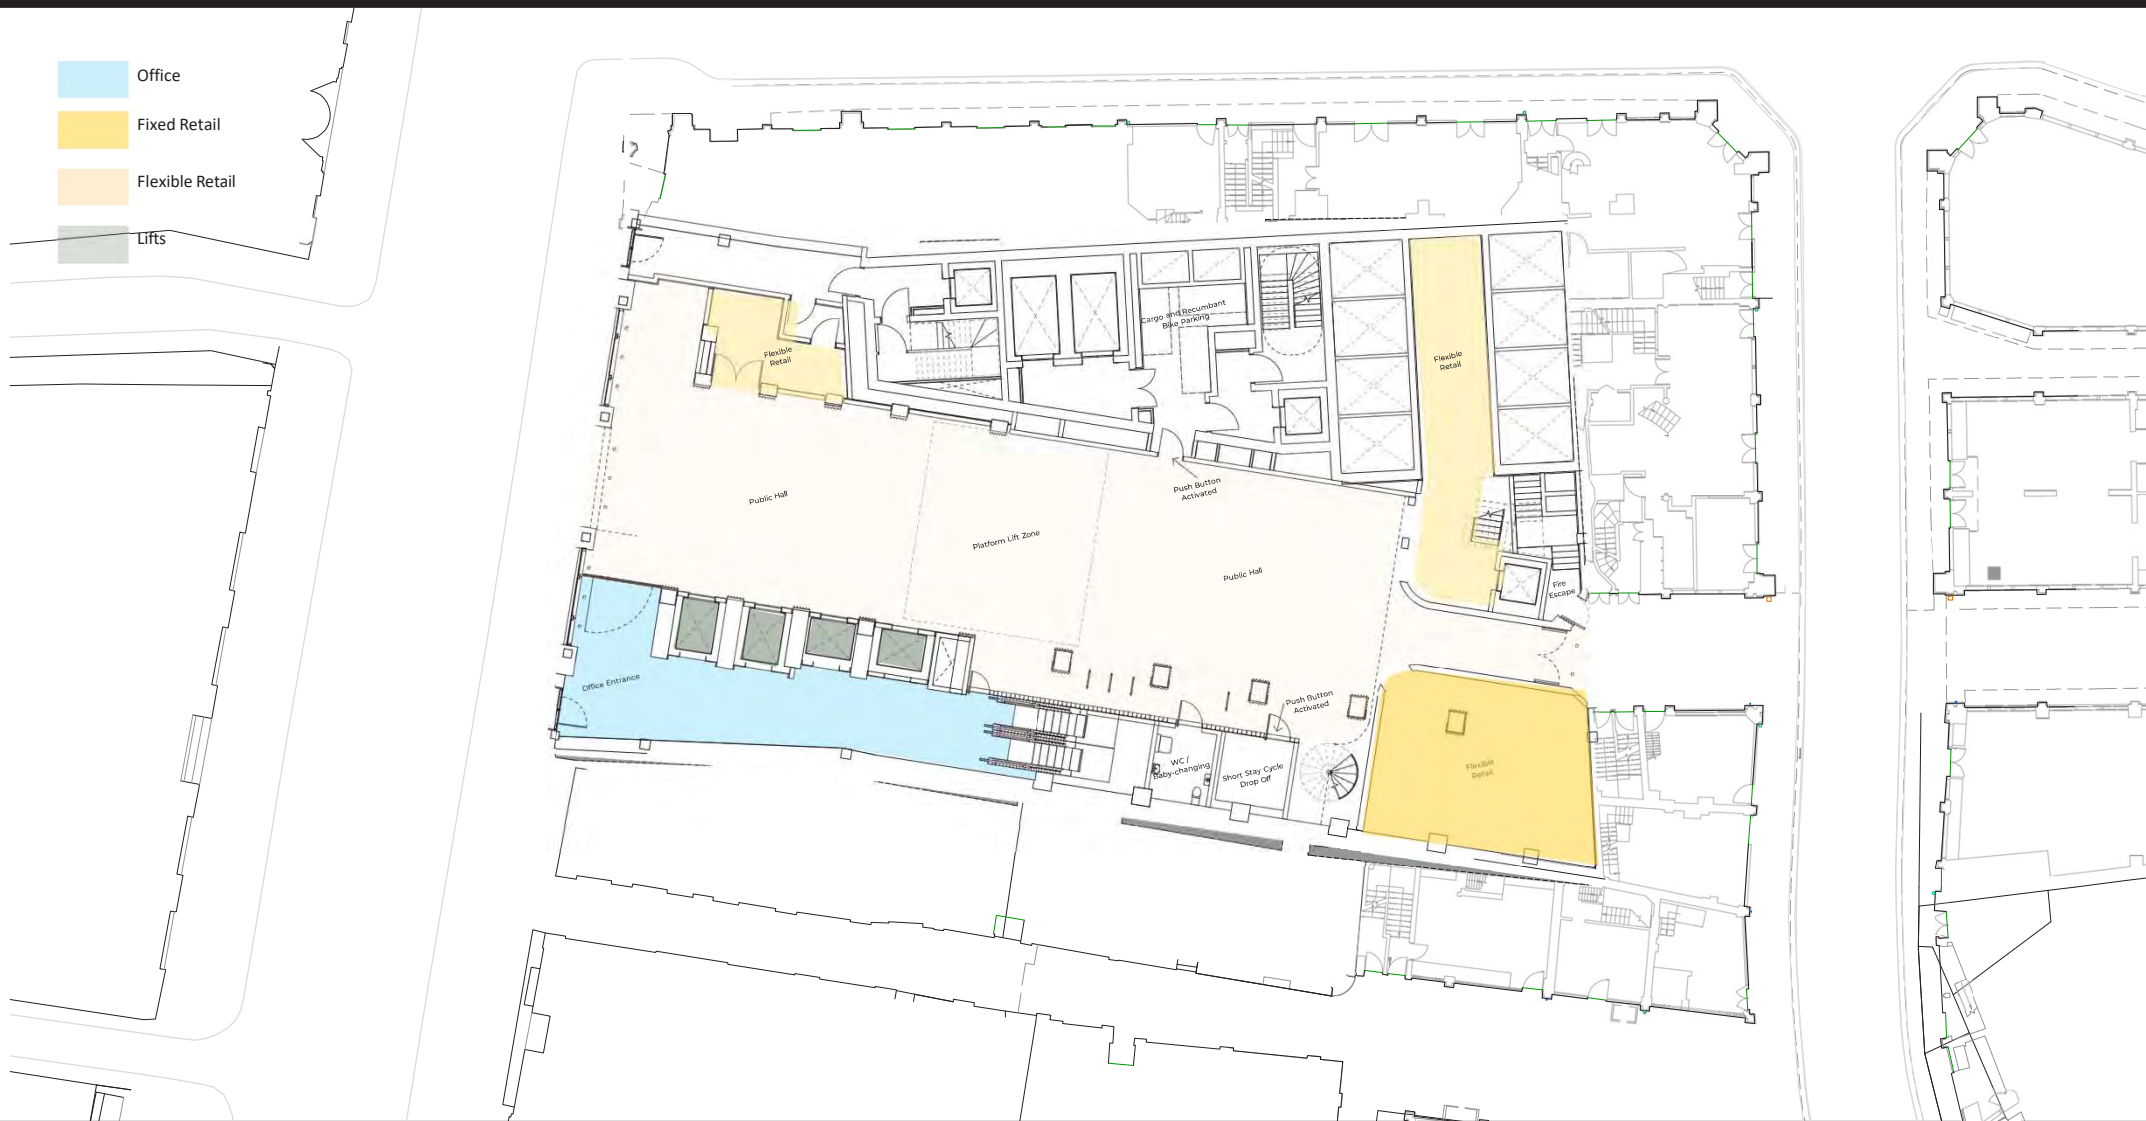 Office
Fixed Retail
Flexible Retail
Lifts
Cargo and Recumbant
Bike Parking
Flexible
Retail
Flexible
Retail
Public Hall
Push Button
Activated
Platform Lift Zone
Public Hall
Fire
Escape
Office Entrance
Push Button
Activated
WC /
Baby-changing
Short Stay Cycle
Drop Off
Flexible
Retail